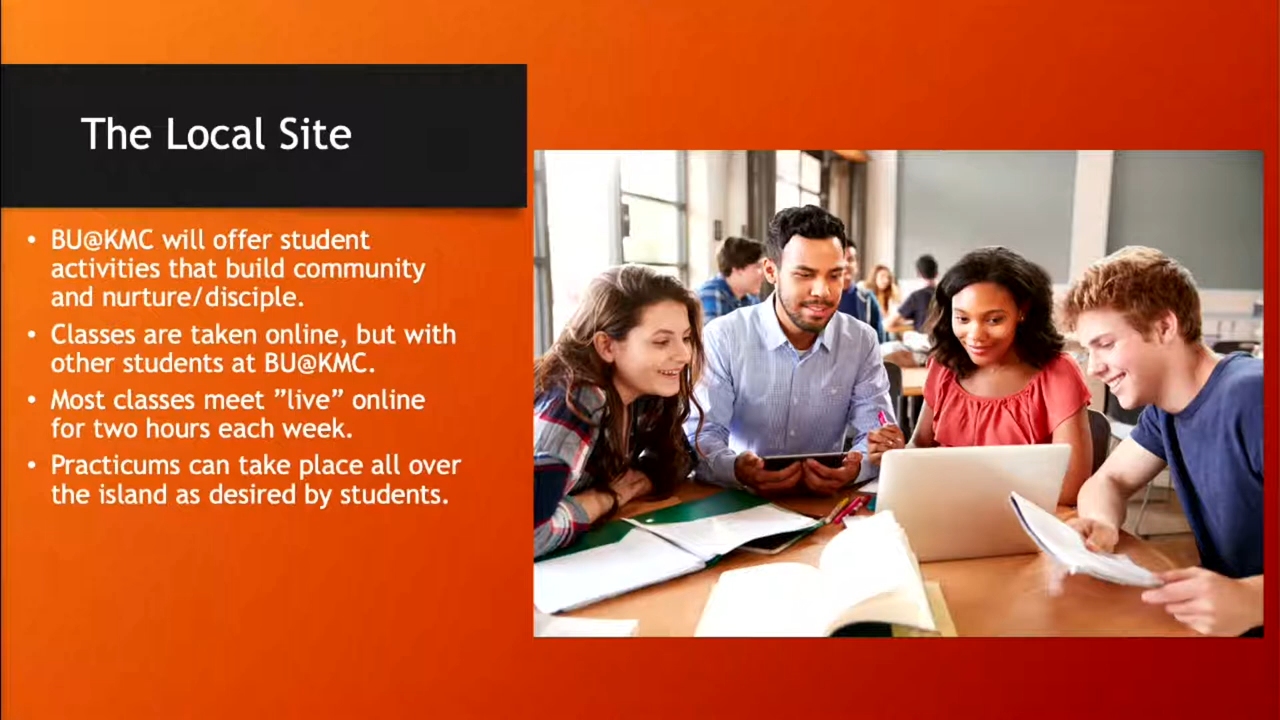 The Local Site
• BU@KMC will offer student
activities that build community
and nurture/disciple.
• Classes are taken online, but with
other students at BU@KMC.
• Most classes meet ”live” online
for two hours each week.
• Practicums can take place all over
the island as desired by students.